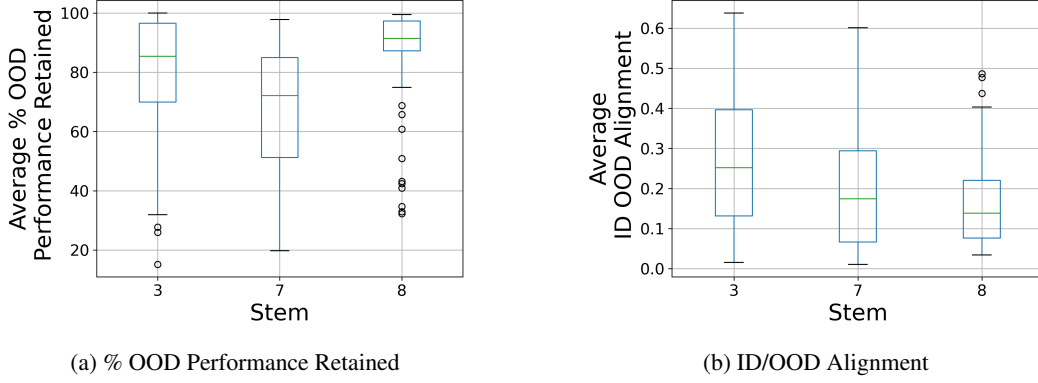 Average % OOD
Performance Retained
100
80
60
40
20
3 7 8
Stem
(a) % OOD Performance Retained
Average
ID OOD Alignment
0.6
0.5
0.4
0.3
0.2
0.1
0.0
3 7 8
Stem
(b) ID/OOD Alignment